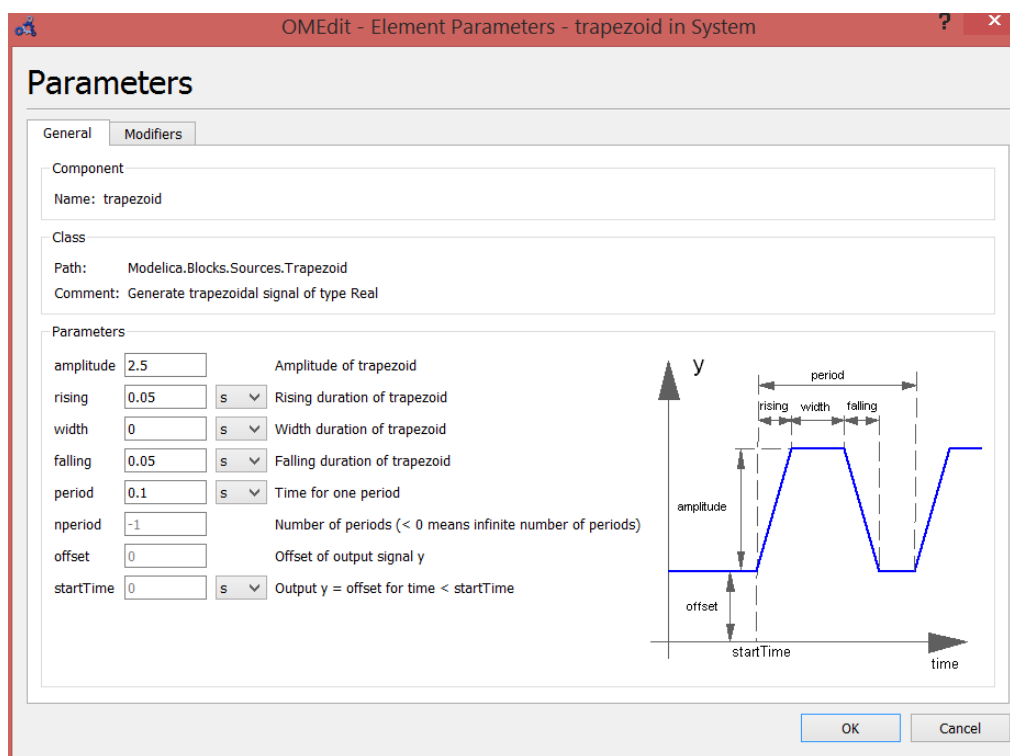 OMEdit - Element Parameters - trapezoid in System ? X
Parameters
General Modifiers
Component
Name: trapezoid
Class
Path: Modelica.Blocks.Sources.Trapezoid
Comment: Generate trapezoidal signal of type Real
Parameters
amplitude 2.5 Amplitude of trapezoid
rising 0.05 s Rising duration of trapezoid
width 0 s Width duration of trapezoid
falling 0.05 s Falling duration of trapezoid
period 0.1 s Time for one period
nperiod -1 Number of periods (< 0 means infinite number of periods)
offset 0 Offset of output signal y
startTime 0 s Output y = offset for time < startTime
y
period
rising width falling
amplitude
offset
startTime
time
OK Cancel